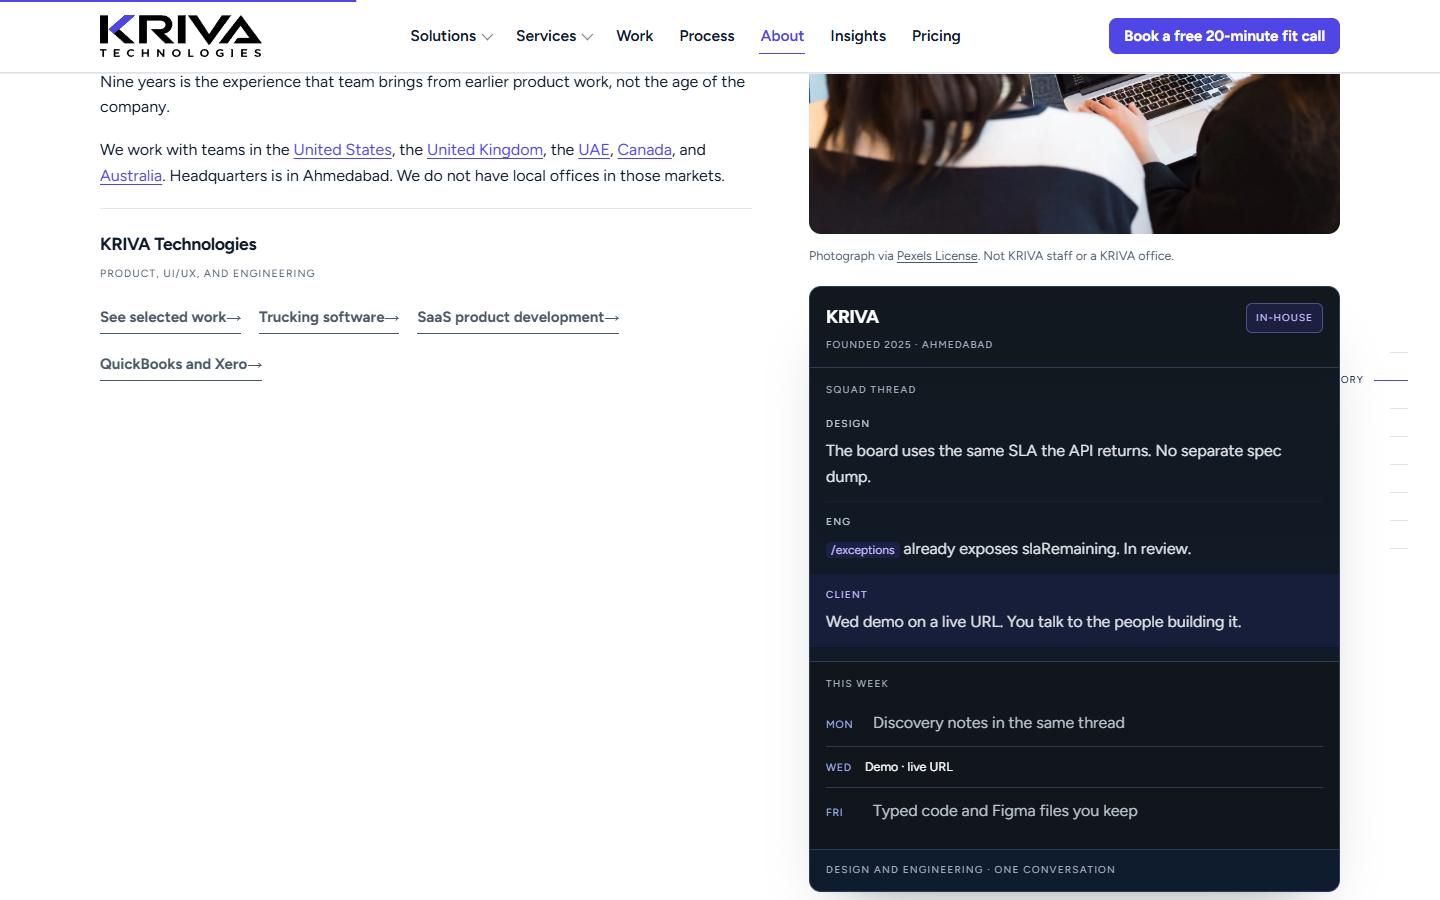 KRIVA
TECHNOLOGIES
Solutions
Services
Work
Process
About
Insights
Pricing
Book a free 20-minute fit call
Nine years is the experience that team brings from earlier product work, not the age of the
company.
We work with teams in the United States, the United Kingdom, the UAE, Canada, and
Australia. Headquarters is in Ahmedabad. We do not have local offices in those markets.
KRIVA Technologies
PRODUCT, UI/UX, AND ENGINEERING
See selected work→
Trucking software→
SaaS product development→
QuickBooks and Xero→
Photograph via Pexels License. Not KRIVA staff or a KRIVA office.
KRIVA
IN-HOUSE
FOUNDED 2025 · AHMEDABAD
SQUAD THREAD
DESIGN
The board uses the same SLA the API returns. No separate spec
dump.
ENG
/exceptions already exposes slaRemaining. In review.
CLIENT
Wed demo on a live URL. You talk to the people building it.
THIS WEEK
MON Discovery notes in the same thread
WED Demo · live URL
FRI Typed code and Figma files you keep
DESIGN AND ENGINEERING · ONE CONVERSATION
ORY